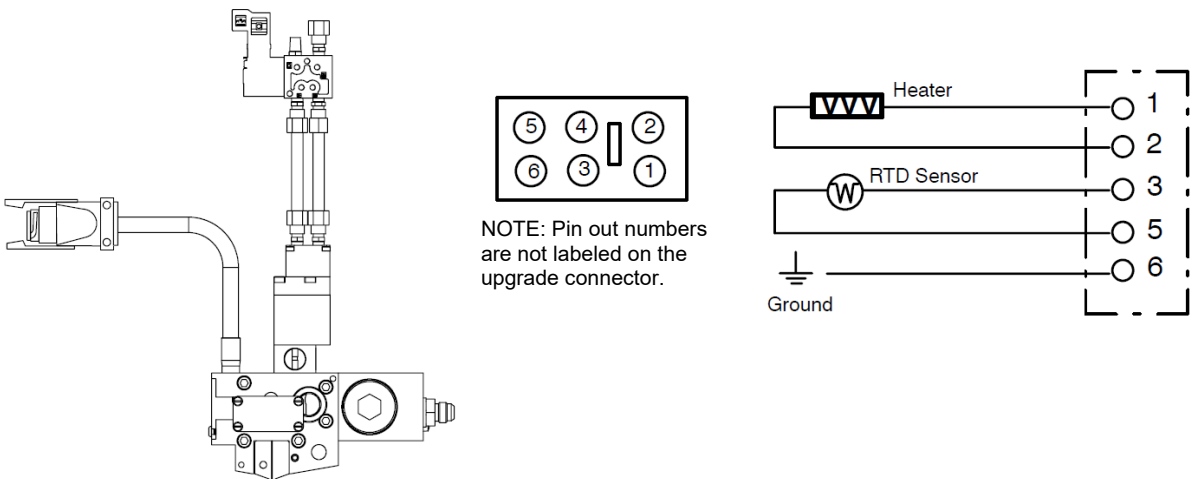 5 4 2
6 3 1
NOTE: Pin out numbers
are not labeled on the
upgrade connector.
Heater
1
2
RTD Sensor
3
5
6
Ground